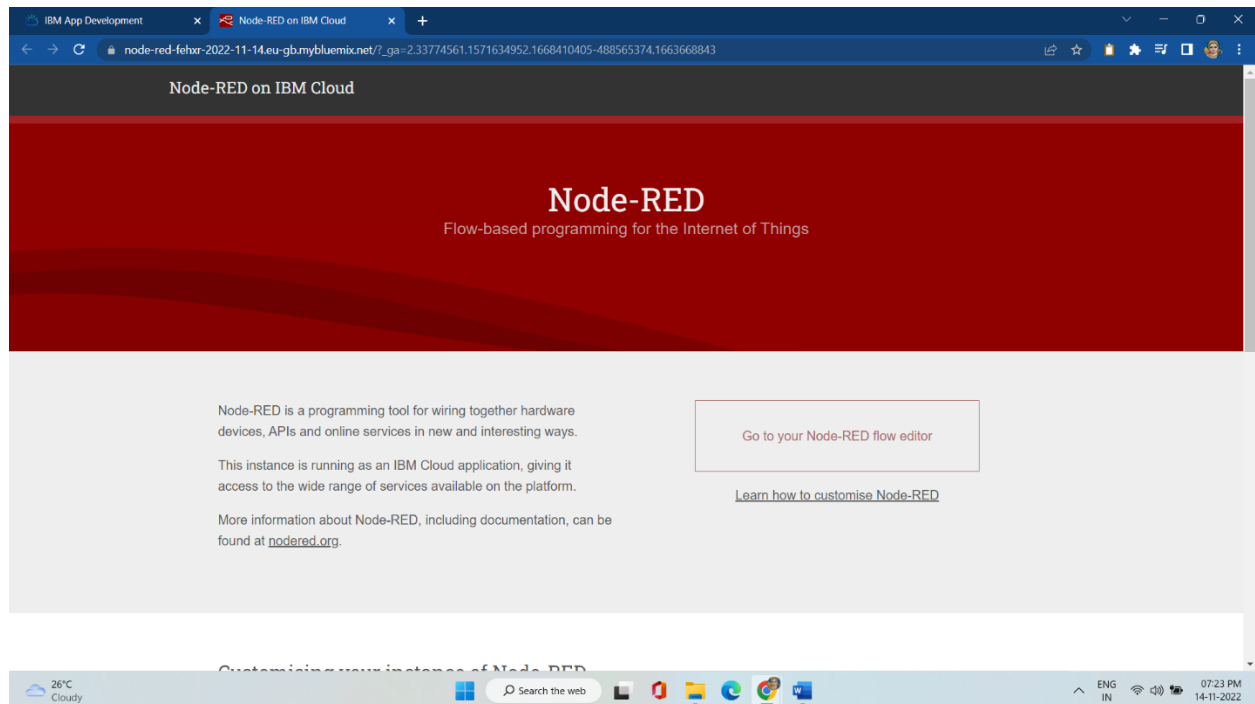 IBM App Development
Node-RED on IBM Cloud
node-red-fehxr-2022-11-14.eu-gb.mybluemix.net/?_ga=2.33774561.1571634952.1668410405-488565374.1663668843
Node-RED on IBM Cloud
Node-RED
Flow-based programming for the Internet of Things
Node-RED is a programming tool for wiring together hardware
devices, APIs and online services in new and interesting ways.
This instance is running as an IBM Cloud application, giving it
access to the wide range of services available on the platform.
More information about Node-RED, including documentation, can be
found at nodered.org.
Go to your Node-RED flow editor
Learn how to customise Node-RED
Customising your instance of Node-RED
26°C
Cloudy
Search the web
ENG
IN
07:23 PM
14-11-2022